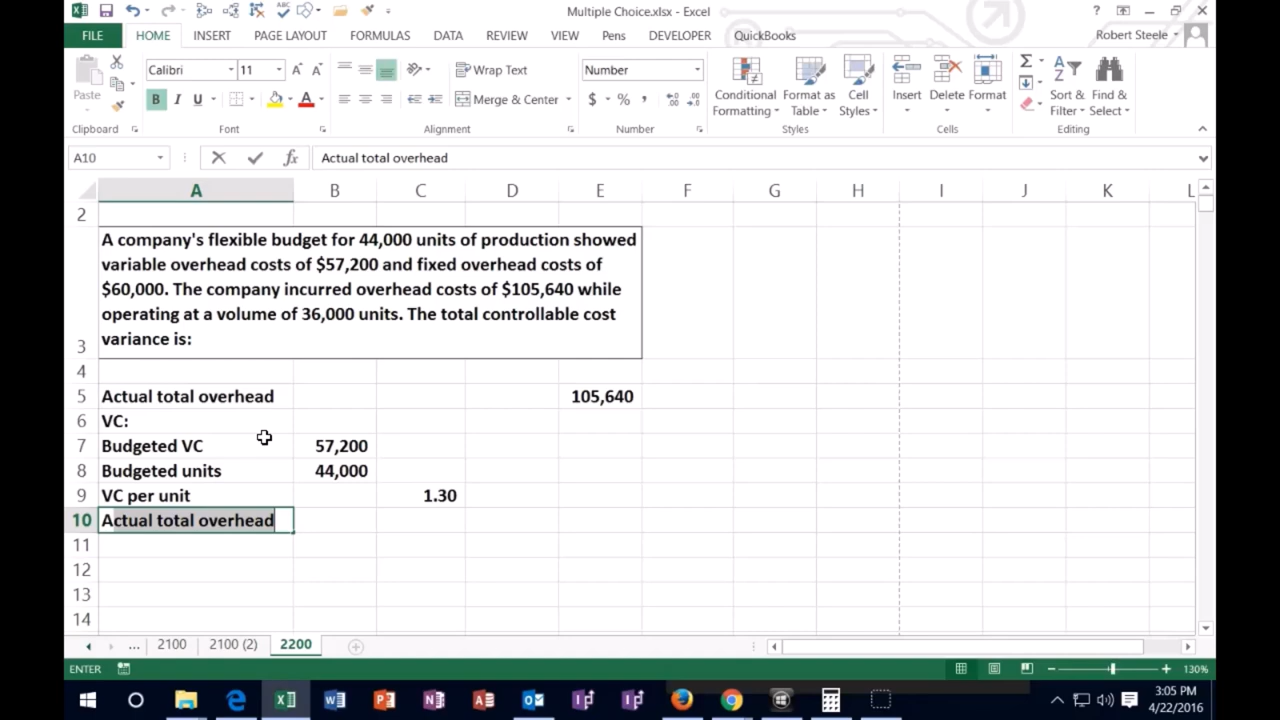 Multiple Choice.xlsx - Excel
FILE HOME INSERT PAGE LAYOUT FORMULAS DATA REVIEW VIEW Pens DEVELOPER QuickBooks Robert Steele
Paste
Calibri 11
B I U A
Wrap Text
Merge & Center
Number
$ % ,
Conditional Formatting
Format as Table
Cell Styles
Insert Delete Format
Sort & Filter
Find & Select
Clipboard Font Alignment Number Styles Cells Editing
A10 fx Actual total overhead
A B C D E F G H I J K L
2
3 A company's flexible budget for 44,000 units of production showed
variable overhead costs of $57,200 and fixed overhead costs of
$60,000. The company incurred overhead costs of $105,640 while
operating at a volume of 36,000 units. The total controllable cost
variance is:
4
5 Actual total overhead 105,640
6 VC:
7 Budgeted VC 57,200
8 Budgeted units 44,000
9 VC per unit 1.30
10 Actual total overhead
11
12
13
14
... 2100 2100 (2) 2200
ENTER 130%
3:05 PM
4/22/2016